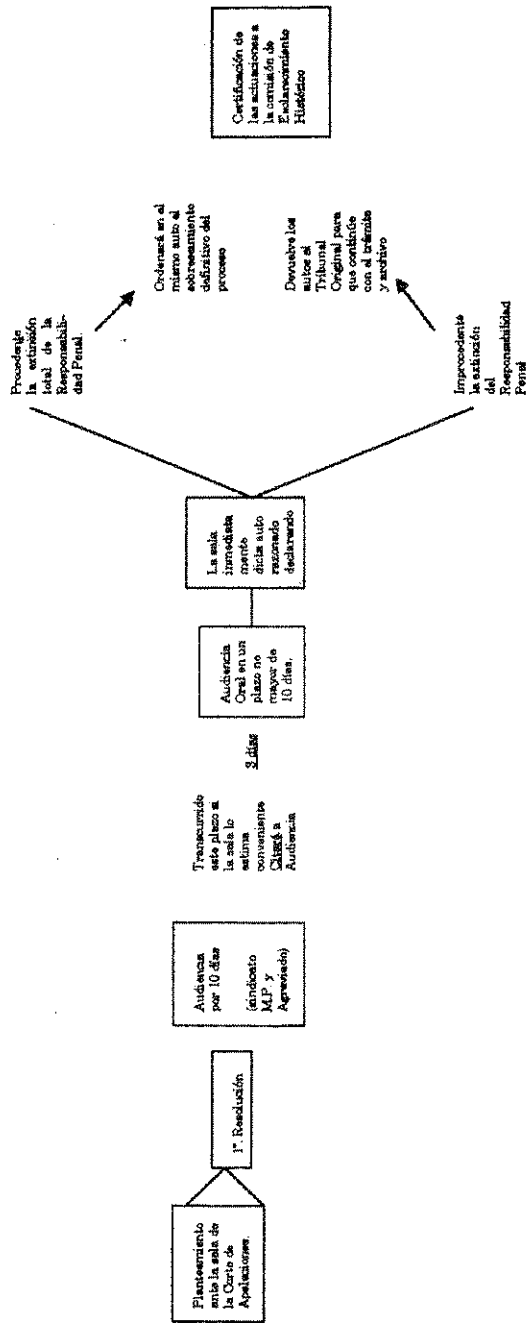 Planteamiento
ante la sala de
la Corte de
Apelaciones.
1ª. Resolución
Audiencia
por 10 días
(sindicato
M.P. y
Agraviado)
Transcurrido
este plazo si
la sala lo
estima
conveniente
Citará a
Audiencia
3 días
Audiencia
Oral en un
plazo no
mayor de
10 días.
La sala
inmediata
mente
dicta auto
razonado
declarando
Procedente
la extinción
total de la
Responsabili-
dad Penal.
Ordenará en el
mismo auto el
sobreseimiento
definitivo del
proceso
Improcedente
la extinción
del
Responsabilidad
Penal
Devuelve los
autos al
Tribunal
Original para
que continúe
con el trámite
y archivo
Certificación de
las actuaciones a
la comisión de
Esclarecimiento
Histórico